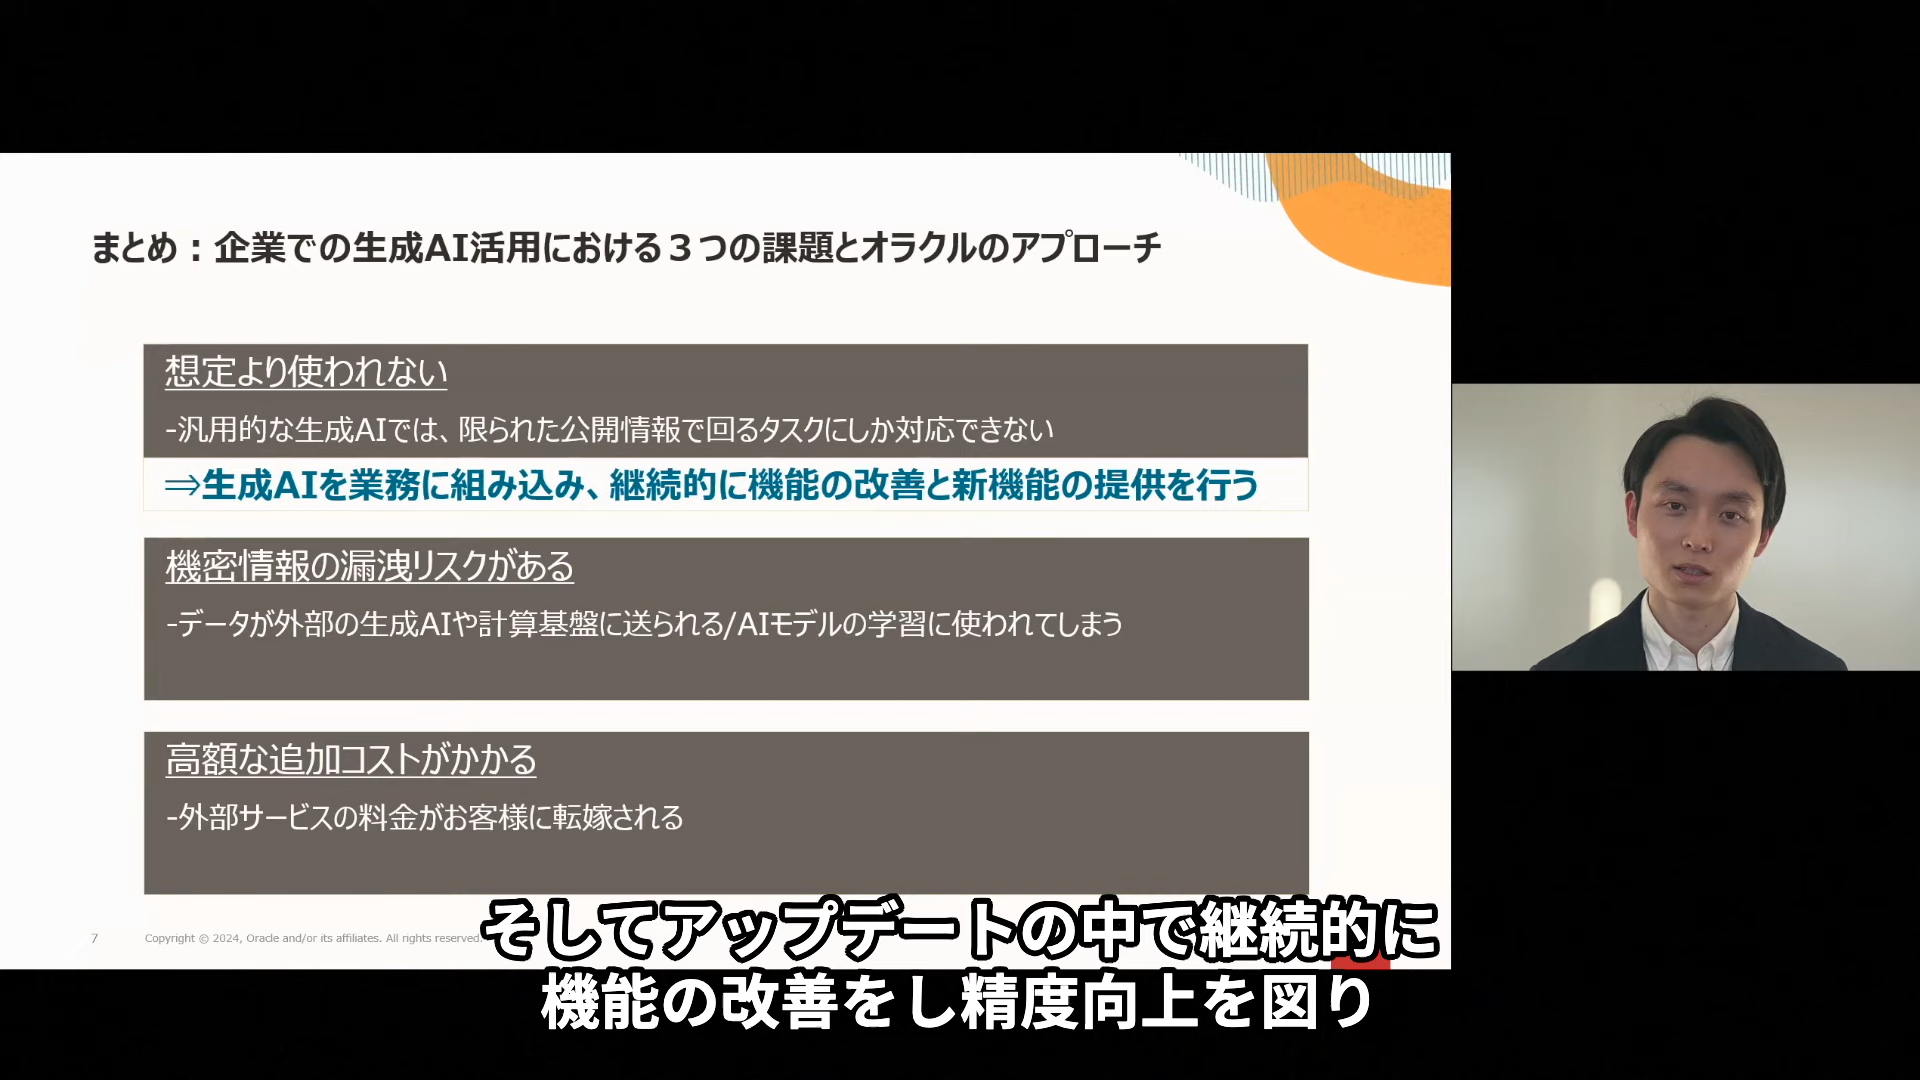 まとめ：企業での生成AI活用における３つの課題とオラクルのアプローチ
想定より使われない
-汎用的な生成AIでは、限られた公開情報で回るタスクにしか対応できない
⇒生成AIを業務に組み込み、継続的に機能の改善と新機能の提供を行う
機密情報の漏洩リスクがある
-データが外部の生成AIや計算基盤に送られる/AIモデルの学習に使われてしまう
高額な追加コストがかかる
-外部サービスの料金がお客様に転嫁される
7
Copyright © 2024, Oracle and/or its affiliates. All rights reserved.
そしてアップデートの中で継続的に
機能の改善をし精度向上を図り